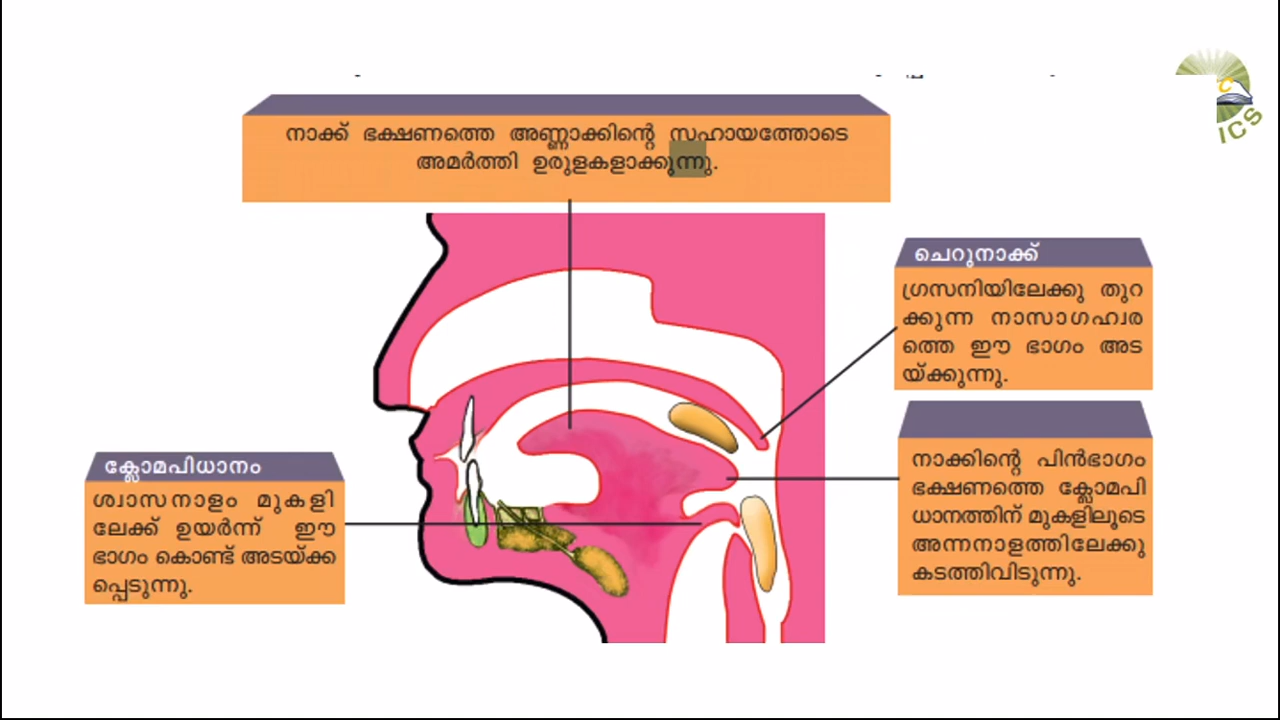 ICS
നാക്ക് ഭക്ഷണത്തെ അണ്ണാക്കിന്റെ സഹായത്തോടെ
അമർത്തി ഉരുളകളാക്കുന്നു.
ചെറുനാക്ക്
ഗ്രസനിയിലേക്കു തുറ
ക്കുന്ന നാസാഗഹ്വര
ത്തെ ഈ ഭാഗം അട
യ്ക്കുന്നു.
നാക്കിന്റെ പിൻഭാഗം
ഭക്ഷണത്തെ ക്ലോമപി
ധാനത്തിന് മുകളിലൂടെ
അന്നനാളത്തിലേക്കു
കടത്തിവിടുന്നു.
ക്ലോമപിധാനം
ശ്വാസനാളം മുകളി
ലേക്ക് ഉയർന്ന് ഈ
ഭാഗം കൊണ്ട് അടയ്ക്ക
പ്പെടുന്നു.